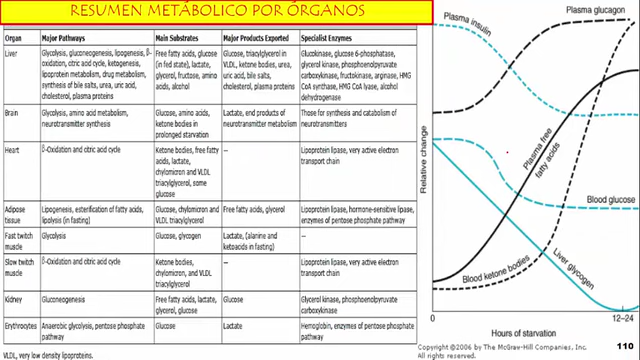 RESUMEN METÁBOLICO POR ÓRGANOS
Organ Major Pathways Main Substrates Major Products Exported Specialist Enzymes
Liver Glycolysis, gluconeogenesis, lipogenesis, β- Free fatty acids, glucose Glucose, triacylglycerol in Glucokinase, glucose 6-phosphatase,
oxidation, citric acid cycle, ketogenesis, (in fed state), lactate, VLDL, ketone bodies, urea, glycerol kinase, phosphoenolpyruvate
lipoprotein metabolism, drug metabolism, glycerol, fructose, amino uric acid, bile salts, carboxykinase, fructokinase, arginase, HMG
synthesis of bile salts, urea, uric acid, acids, alcohol cholesterol, plasma proteins CoA synthase, HMG CoA lyase, alcohol
cholesterol, plasma proteins dehydrogenase
Brain Glycolysis, amino acid metabolism, Glucose, amino acids, Lactate, end products of Those for synthesis and catabolism of
neurotransmitter synthesis ketone bodies in neurotransmitter metabolism neurotransmitters
prolonged starvation
Heart β-Oxidation and citric acid cycle Ketone bodies, free fatty — Lipoprotein lipase, very active electron
acids, lactate, transport chain
chylomicron and VLDL
triacylglycerol, some
glucose
Adipose Lipogenesis, esterification of fatty acids, Glucose, chylomicron and Free fatty acids, glycerol Lipoprotein lipase, hormone-sensitive lipase,
tissue lipolysis (in fasting) VLDL triacylglycerol enzymes of pentose phosphate pathway
Fast twitch Glycolysis Glucose, glycogen Lactate, (alanine and —
muscle ketoacids in fasting)
Slow twitch β-Oxidation and citric acid cycle Ketone bodies, — Lipoprotein lipase, very active electron
muscle chylomicron, and VLDL transport chain
triacylglycerol
Kidney Gluconeogenesis Free fatty acids, lactate, Glucose Glycerol kinase, phosphoenolpyruvate
glycerol, glucose carboxykinase
Erythrocytes Anaerobic glycolysis, pentose phosphate Glucose Lactate Hemoglobin, enzymes of pentose phosphate
pathway pathway
VLDL, very low density lipoproteins.
Plasma glucagon
Plasma insulin
Relative change
Plasma free
fatty acids
Blood glucose
Liver glycogen
Blood ketone bodies
0 12–24
Hours of starvation
Copyright ©2006 by The McGraw-Hill Companies, Inc.
All rights reserved.
110